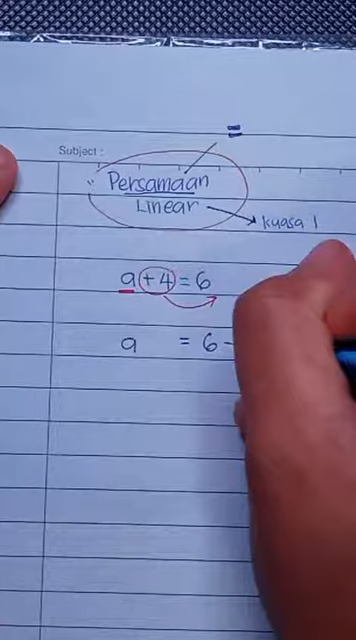 =
Subject :
Persamaan
Linear
kuasa 1
a + 4 = 6
a = 6 -